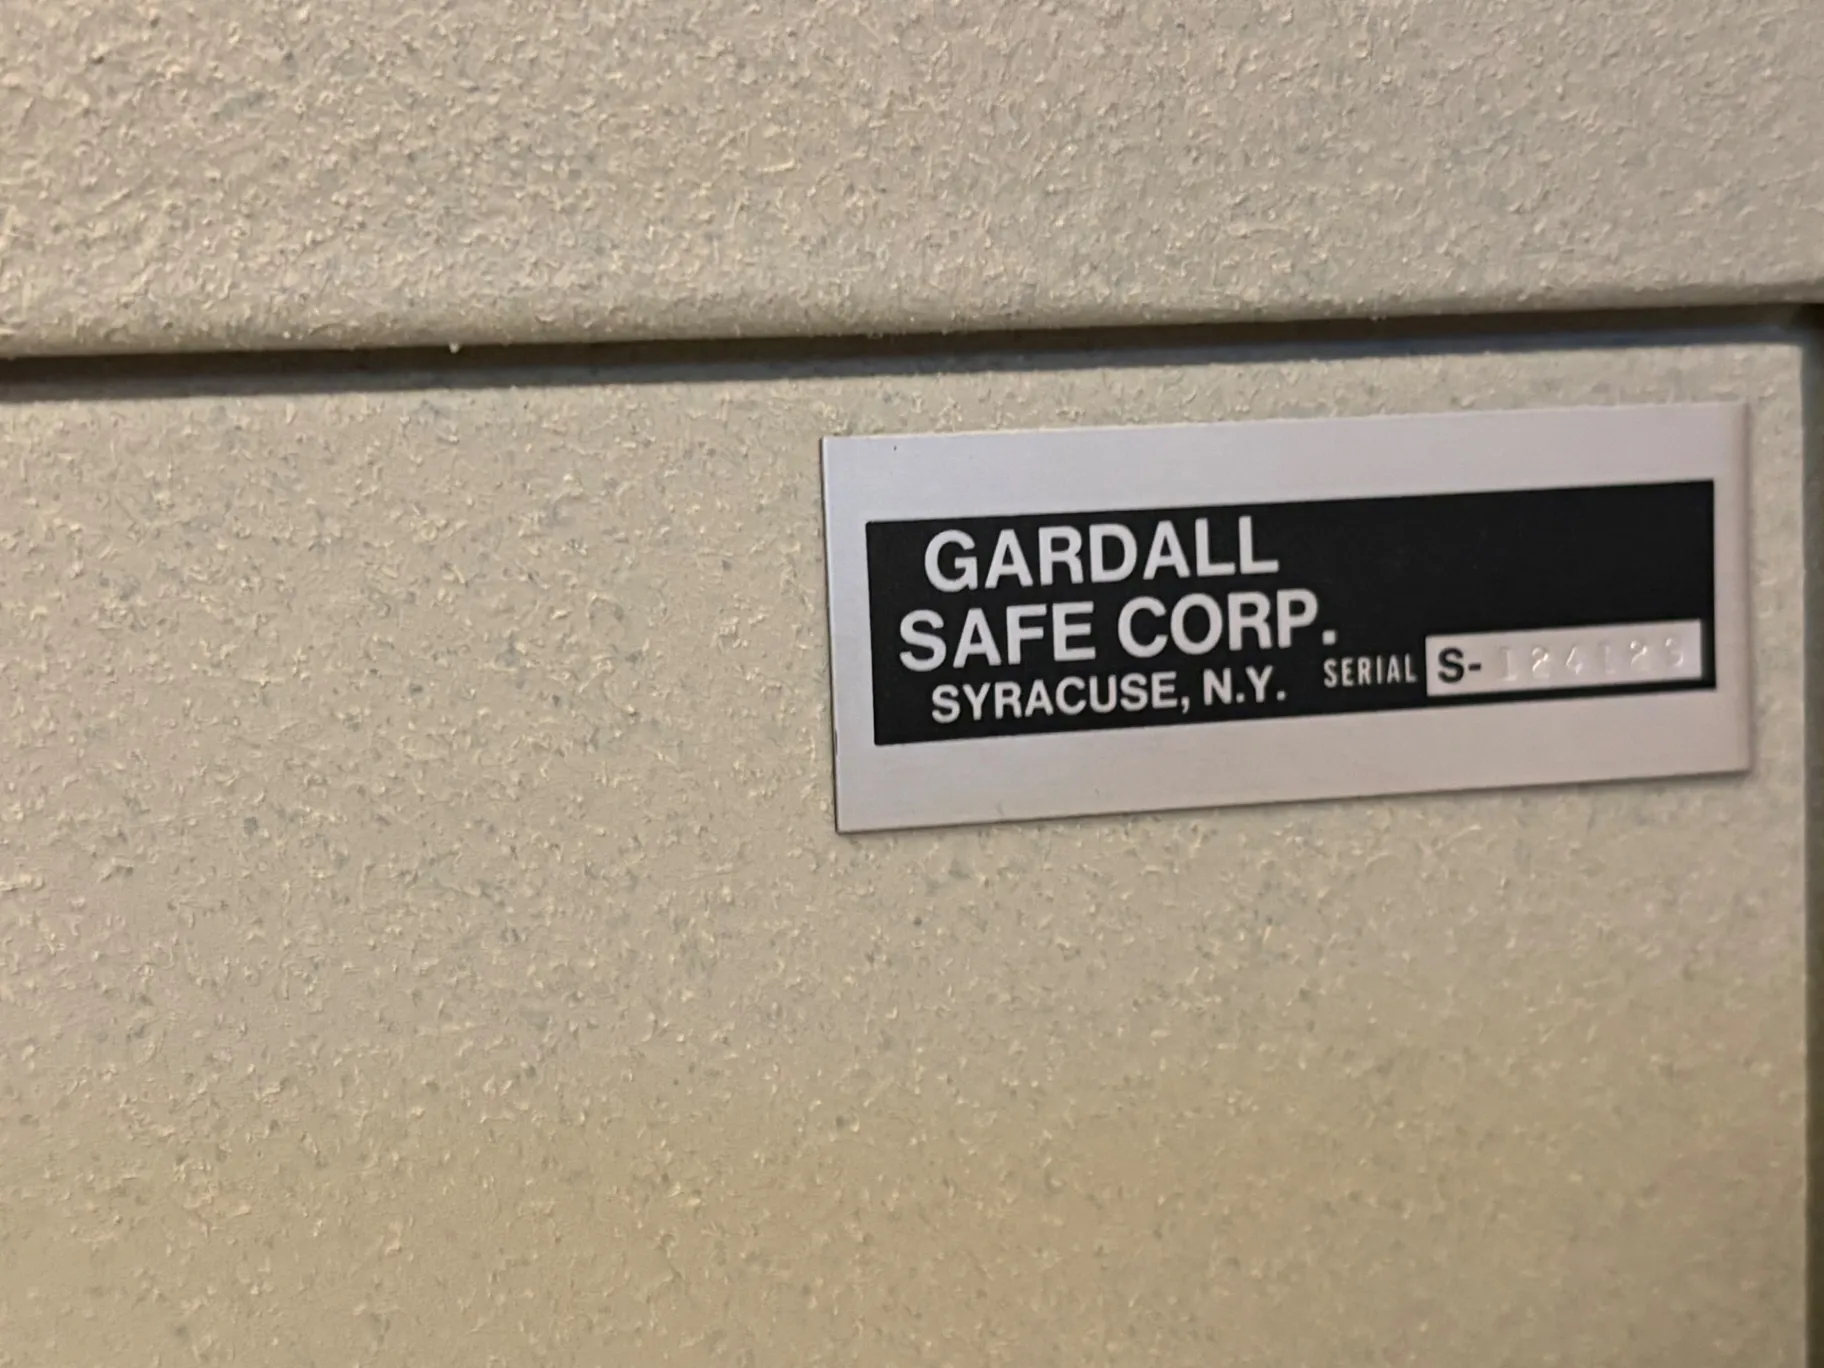 GARDALL
SAFE CORP.
SYRACUSE, N.Y. SERIAL S-